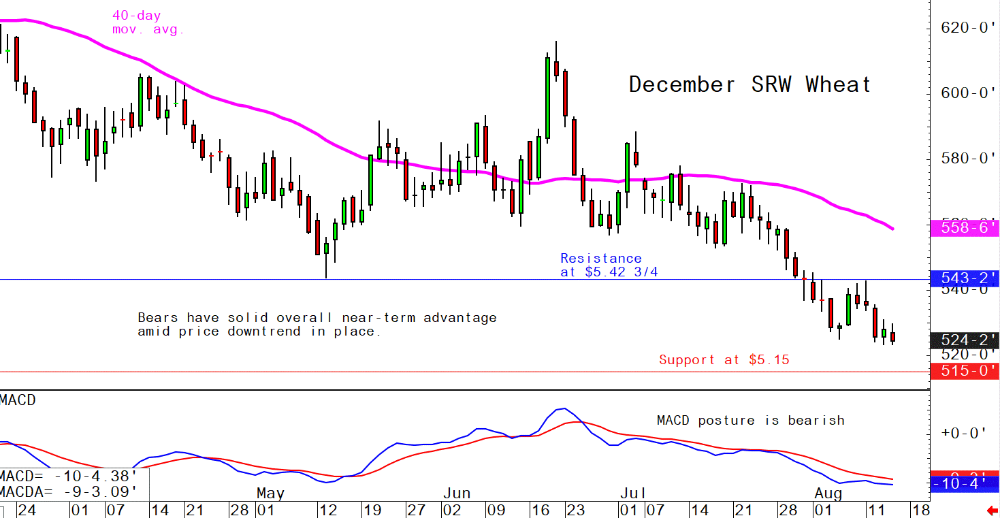 40-day
mov. avg.
620-0'
December SRW Wheat
600-0'
580-0'
558-6'
Resistance
at $5.42 3/4
543-2'
540-0'
Bears have solid overall near-term advantage
amid price downtrend in place.
524-2'
520-0'
Support at $5.15
515-0'
MACD
MACD posture is bearish
+0-0'
MACD= -10-4.38'
MACDA= -9-3.09'
-10-4'
May Jun Jul Aug
24 01 07 14 21 28 01 12 19 27 02 09 16 23 01 07 14 21 28 01 11 18